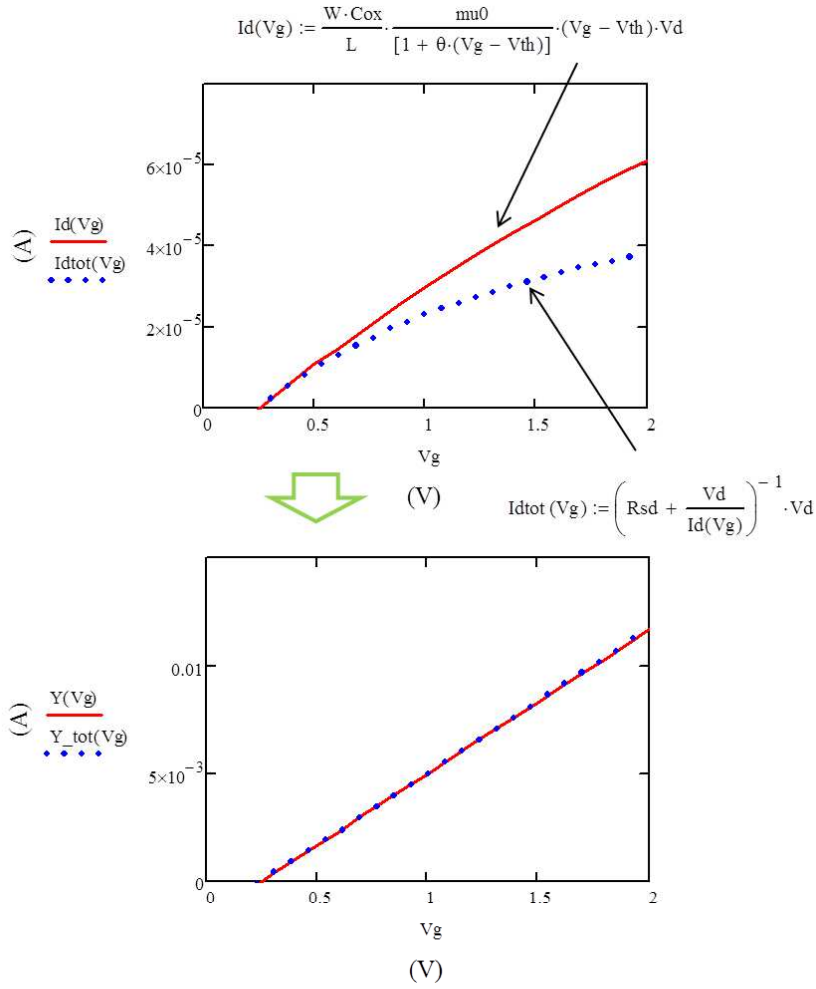 Id(Vg) := W·Cox / L · mu0 / [1 + θ·(Vg − Vth)] ·(Vg − Vth)·Vd
6×10⁻⁵
4×10⁻⁵
2×10⁻⁵
0
(A)
Id(Vg)
Idtot(Vg)
0 0.5 1 1.5 2
Vg
(V)
Idtot (Vg) := (Rsd + Vd / Id(Vg))⁻¹ ·Vd
0.01
5×10⁻³
0
(A)
Y(Vg)
Y_tot(Vg)
0 0.5 1 1.5 2
Vg
(V)